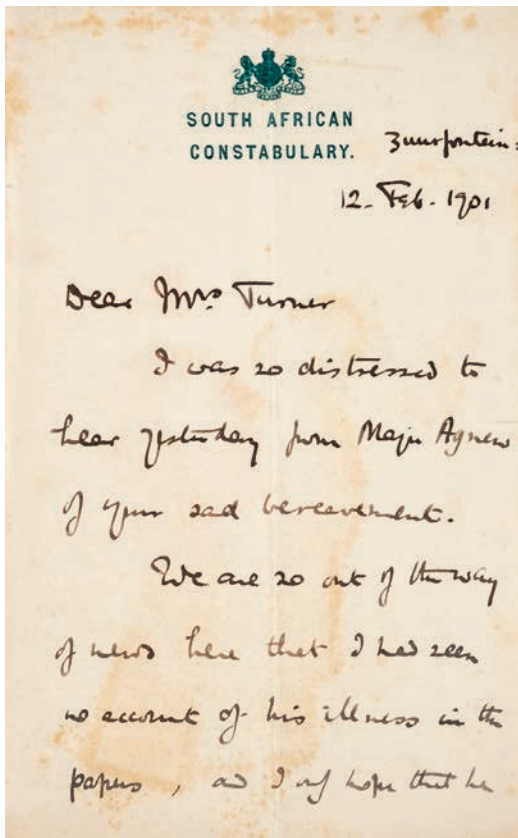 SOUTH AFRICAN
CONSTABULARY.
Zuurfontein
12. Feb. 1901
Dear Mrs Turner
I was so distressed to
hear yesterday from Major Agnew
of your sad bereavement.
We are so out of the way
of news here that I had seen
no account of his illness in the
papers, and I only hope that he